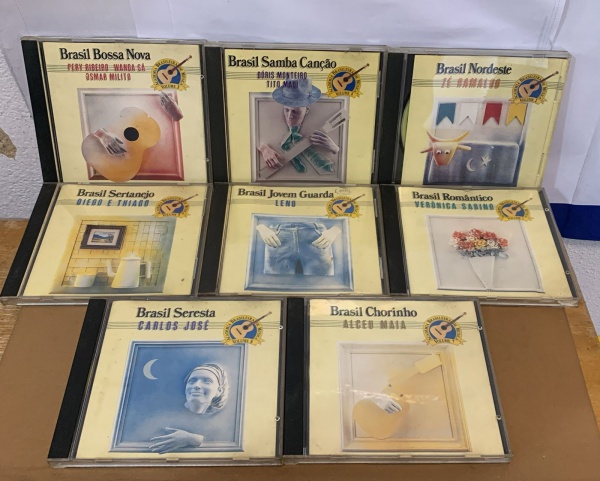 Brasil Bossa Nova
PERY RIBEIRO WANDA SÁ
OSMAR MILITO
Brasil Samba Canção
DÓRIS MONTEIRO
TITO MADI
Brasil Nordeste
ZÉ RAMALHO
Brasil Sertanejo
DIEGO E THIAGO
Brasil Jovem Guarda
LENO
Brasil Romântico
VERÔNICA SABINO
Brasil Seresta
CARLOS JOSÉ
Brasil Chorinho
ALCEU MAIA